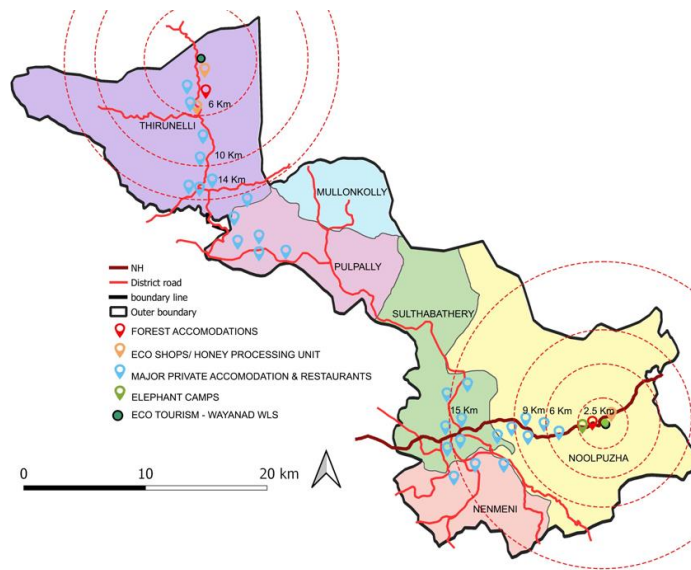 6 Km
THIRUNELLI
10 Km
14 Km
MULLONKOLLY
PULPALLY
NH
District road
boundary line
Outer boundary
FOREST ACCOMODATIONS
ECO SHOPS/ HONEY PROCESSING UNIT
MAJOR PRIVATE ACCOMODATION & RESTAURANTS
ELEPHANT CAMPS
ECO TOURISM - WAYANAD WLS
SULTHABATHERY
15 Km
9 Km
6 Km
2.5 Km
NOOLPUZHA
NENMENI
0
10
20 km